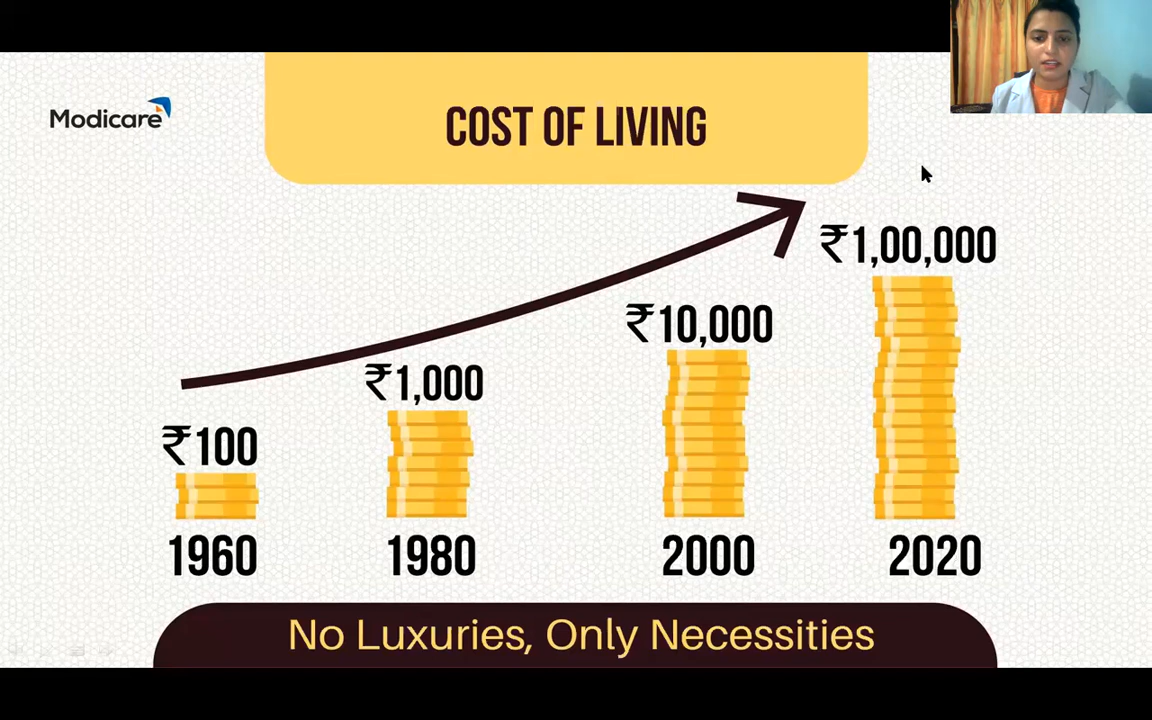 Modicare
COST OF LIVING
₹1,00,000
₹10,000
₹1,000
₹100
1960 1980 2000 2020
No Luxuries, Only Necessities